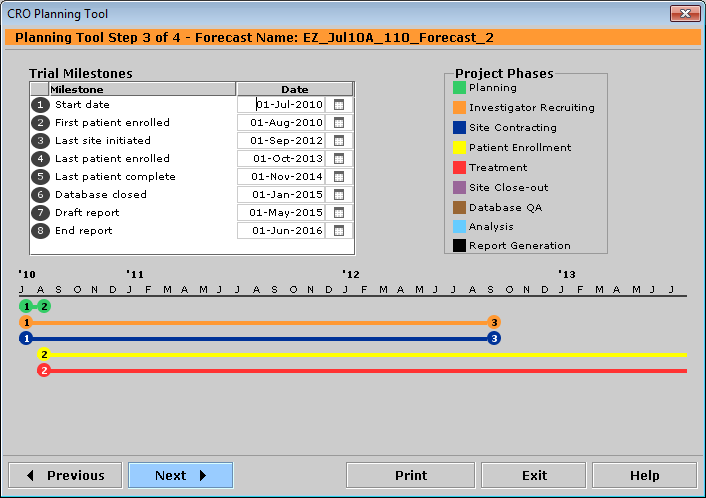 CRO Planning Tool
Planning Tool Step 3 of 4 - Forecast Name: EZ_Jul10A_110_Forecast_2
Trial Milestones
Milestone Date
1 Start date 01-Jul-2010
2 First patient enrolled 01-Aug-2010
3 Last site initiated 01-Sep-2012
4 Last patient enrolled 01-Oct-2013
5 Last patient complete 01-Nov-2014
6 Database closed 01-Jan-2015
7 Draft report 01-May-2015
8 End report 01-Jun-2016
Project Phases
Planning
Investigator Recruiting
Site Contracting
Patient Enrollment
Treatment
Site Close-out
Database QA
Analysis
Report Generation
'10 '11 '12 '13
J A S O N D J F M A M J J A S O N D J F M A M J J A S O N D J F M A M J J
1 2
1 3
1 3
2
2
Previous Next Print Exit Help